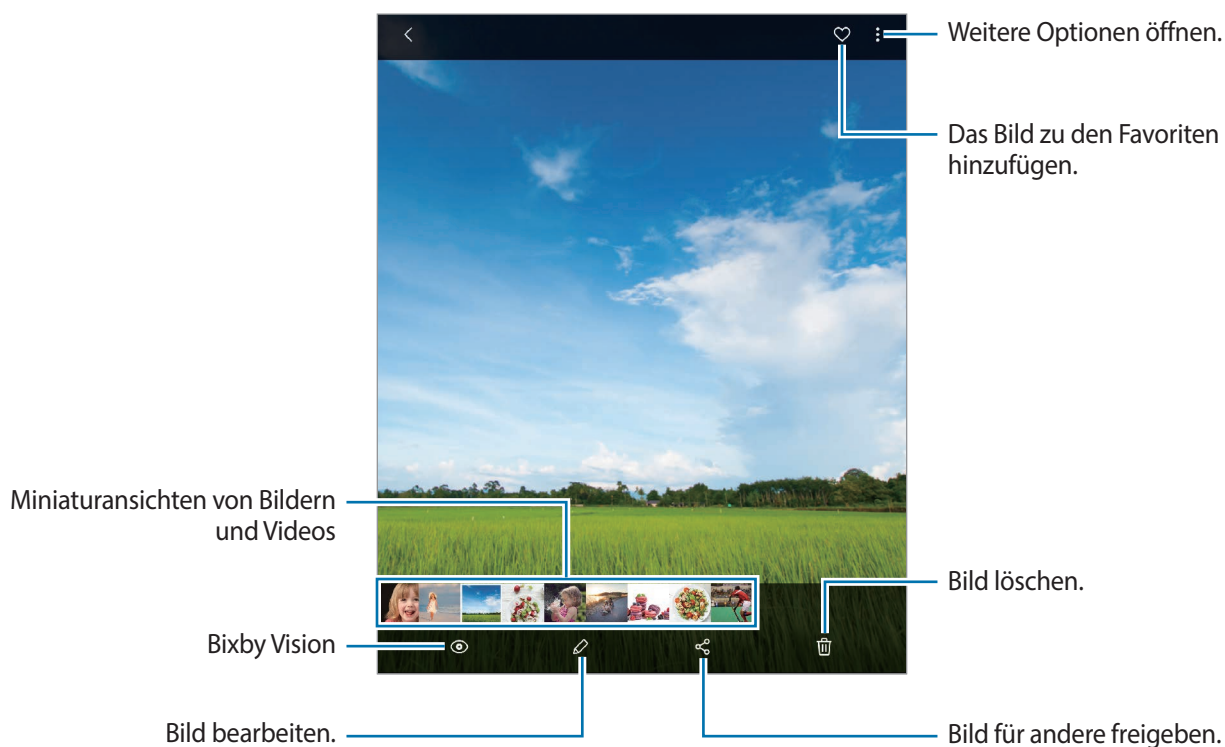 Weitere Optionen öffnen.
Das Bild zu den Favoriten
hinzufügen.
Miniaturansichten von Bildern
und Videos
Bild löschen.
Bixby Vision
Bild bearbeiten.
Bild für andere freigeben.